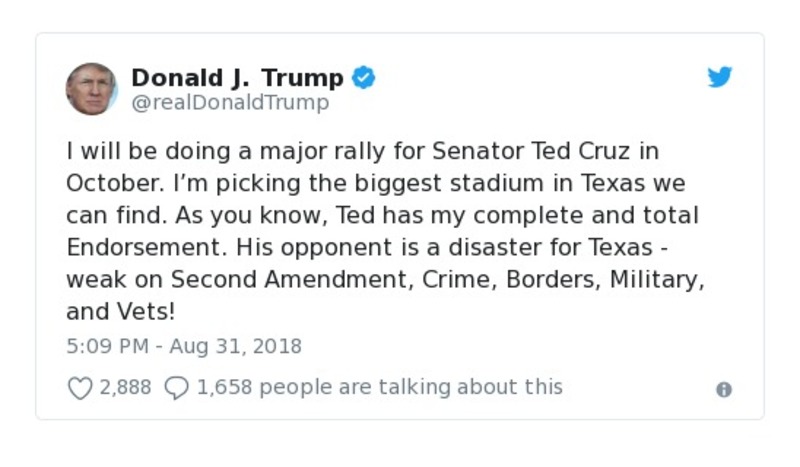 Donald J. Trump
@realDonaldTrump
I will be doing a major rally for Senator Ted Cruz in
October. I’m picking the biggest stadium in Texas we
can find. As you know, Ted has my complete and total
Endorsement. His opponent is a disaster for Texas -
weak on Second Amendment, Crime, Borders, Military,
and Vets!
5:09 PM - Aug 31, 2018
2,888 1,658 people are talking about this